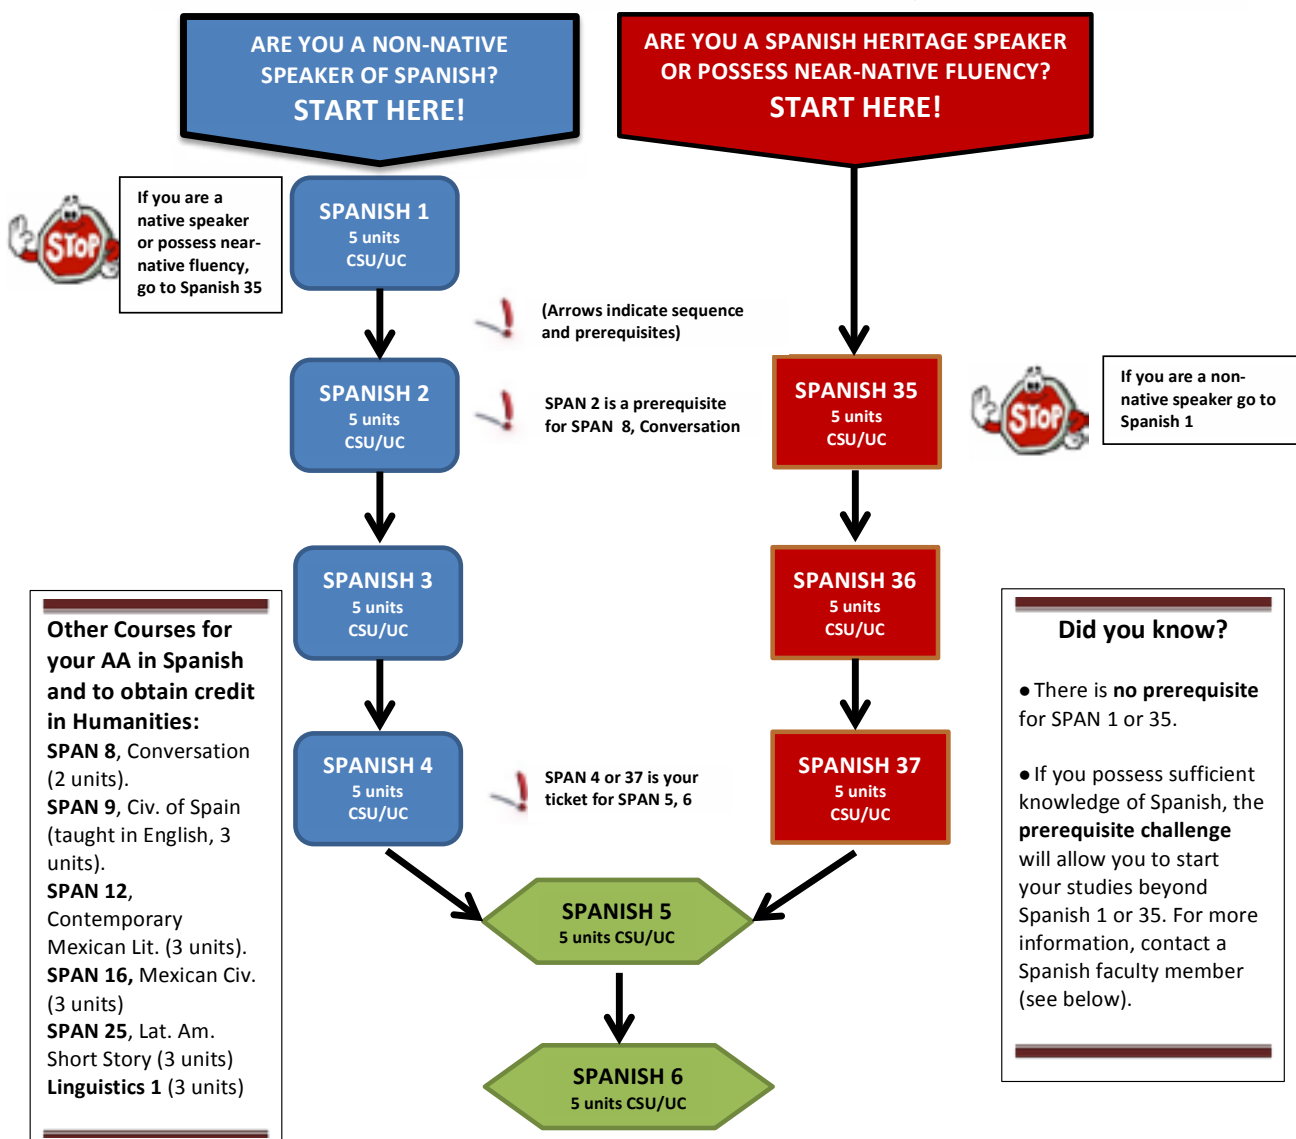 ARE YOU A NON-NATIVE
SPEAKER OF SPANISH?
START HERE!
ARE YOU A SPANISH HERITAGE SPEAKER
OR POSSESS NEAR-NATIVE FLUENCY?
START HERE!
STOP
If you are a
native speaker
or possess near-
native fluency,
go to Spanish 35
SPANISH 1
5 units
CSU/UC
(Arrows indicate sequence
and prerequisites)
SPANISH 2
5 units
CSU/UC
SPAN 2 is a prerequisite
for SPAN 8, Conversation
SPANISH 35
5 units
CSU/UC
STOP
If you are a non-
native speaker go to
Spanish 1
SPANISH 3
5 units
CSU/UC
SPANISH 36
5 units
CSU/UC
Other Courses for
your AA in Spanish
and to obtain credit
in Humanities:
SPAN 8, Conversation
(2 units).
SPAN 9, Civ. of Spain
(taught in English, 3
units).
SPAN 12,
Contemporary
Mexican Lit. (3 units).
SPAN 16, Mexican Civ.
(3 units)
SPAN 25, Lat. Am.
Short Story (3 units)
Linguistics 1 (3 units)
SPANISH 4
5 units
CSU/UC
SPAN 4 or 37 is your
ticket for SPAN 5, 6
SPANISH 37
5 units
CSU/UC
Did you know?
● There is no prerequisite
for SPAN 1 or 35.
● If you possess sufficient
knowledge of Spanish, the
prerequisite challenge
will allow you to start
your studies beyond
Spanish 1 or 35. For more
information, contact a
Spanish faculty member
(see below).
SPANISH 5
5 units CSU/UC
SPANISH 6
5 units CSU/UC